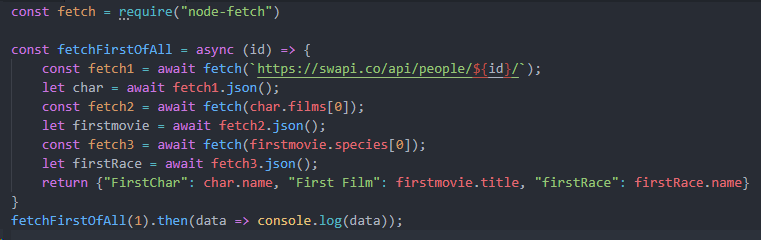 const fetch = require("node-fetch")
const fetchFirstOfAll = async (id) => {
    const fetch1 = await fetch(`https://swapi.co/api/people/${id}/`);
    let char = await fetch1.json();
    const fetch2 = await fetch(char.films[0]);
    let firstmovie = await fetch2.json();
    const fetch3 = await fetch(firstmovie.species[0]);
    let firstRace = await fetch3.json();
    return {"FirstChar": char.name, "First Film": firstmovie.title, "firstRace": firstRace.name}
}
fetchFirstOfAll(1).then(data => console.log(data));